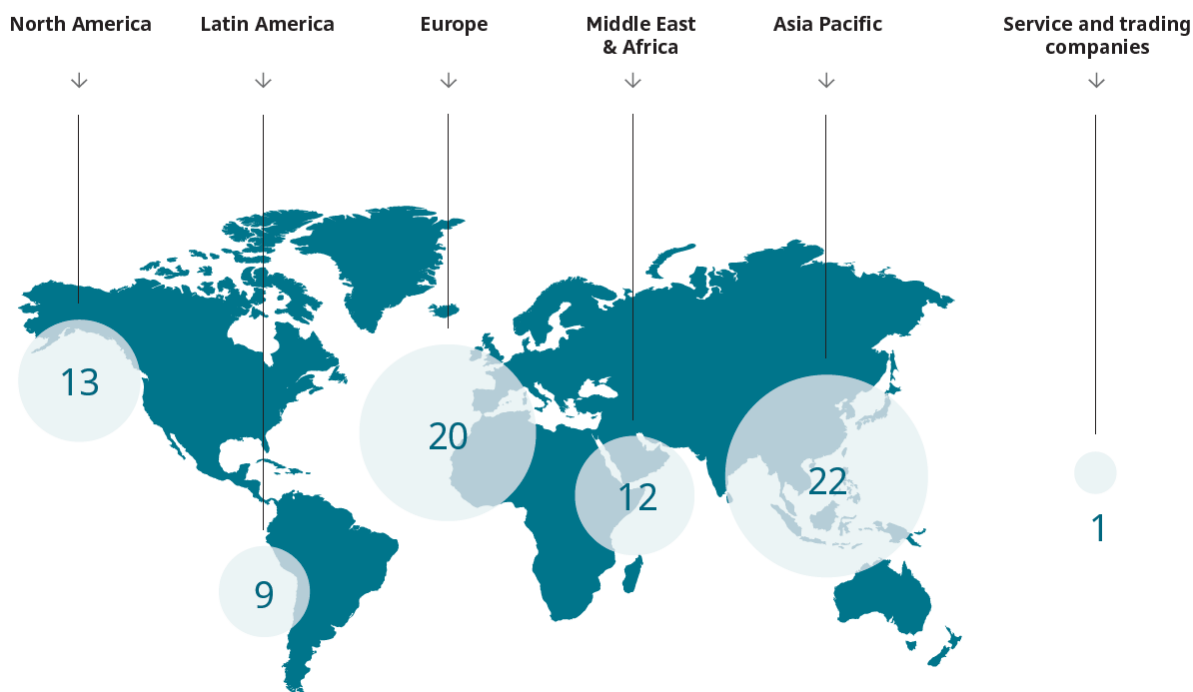 North America
Latin America
Europe
Middle East
& Africa
Asia Pacific
Service and trading
companies
13
9
20
12
22
1